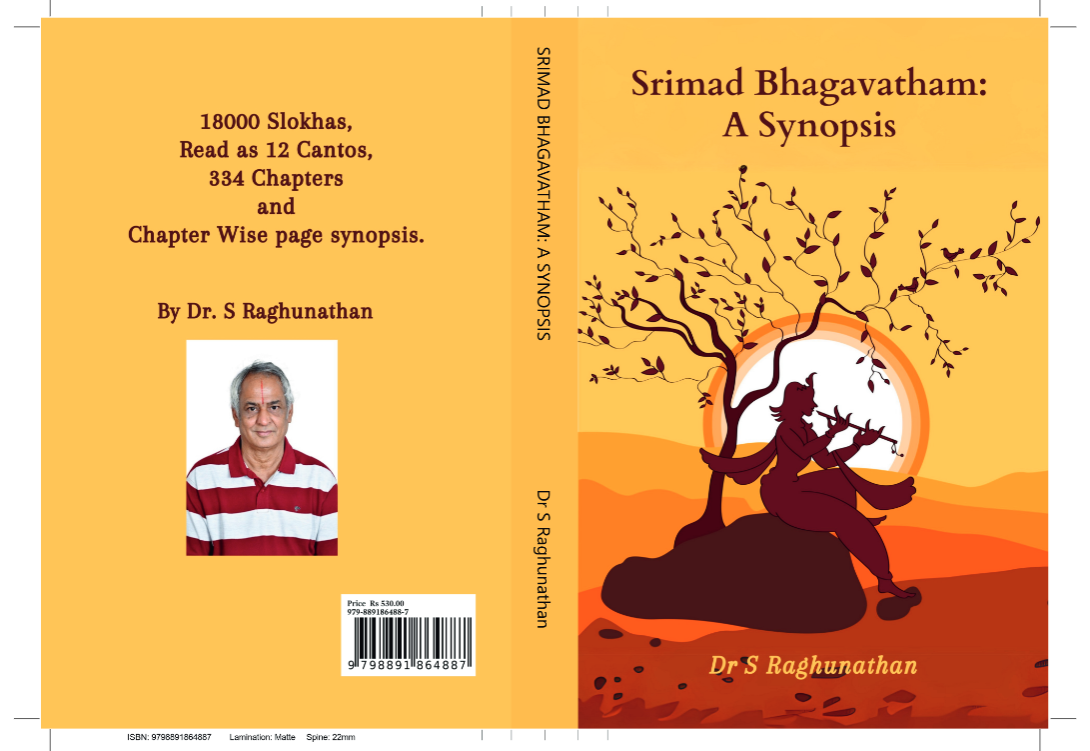 18000 Slokhas,
Read as 12 Cantos,
334 Chapters
and
Chapter Wise page synopsis.
By Dr. S Raghunathan
Price Rs 530.00
979-889186488-7
9 798891 864887
SRIMAD BHAGAVATHAM: A SYNOPSIS
Dr S Raghunathan
Srimad Bhagavatham:
A Synopsis
Dr S Raghunathan
ISBN: 9798891864887 Lamination: Matte Spine: 22mm